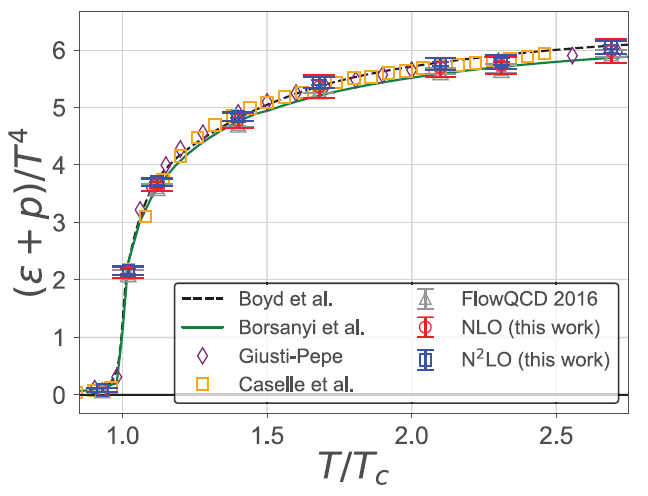 (ε + p)/T⁴
6
5
4
3
2
1
0
Boyd et al.
Borsanyi et al.
Giusti-Pepe
Caselle et al.
FlowQCD 2016
NLO (this work)
N²LO (this work)
1.0 1.5 2.0 2.5
T/T_c